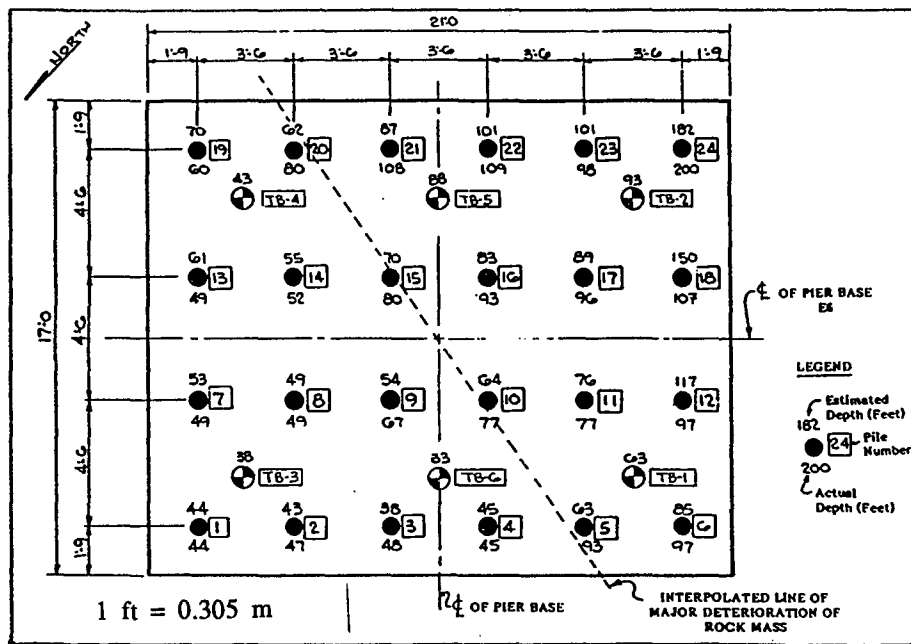 NORTH
21'-0
1'-9 3'-6 3'-6 3'-6 3'-6 3'-6 1'-9
1'-9
70 62 87 101 101 182
19 20 21 22 23 24
60 80 108 109 98 200
4'-6
43 88 93
TB-4 TB-5 TB-2
61 55 70 83 89 150
13 14 15 16 17 18
49 52 80 93 96 107
17'-0
4'-6
℄ OF PIER BASE
E6
53 49 54 64 76 117
7 8 9 10 11 12
49 49 67 77 77 97
4'-6
38 33 63
TB-3 TB-6 TB-1
44 43 38 45 63 85
1 2 3 4 5 6
44 47 48 45 93 97
1'-9
LEGEND
Estimated
Depth (Feet)
182
24 Pile
Number
200
Actual
Depth (Feet)
1 ft = 0.305 m
℄ OF PIER BASE
INTERPOLATED LINE OF
MAJOR DETERIORATION OF
ROCK MASS